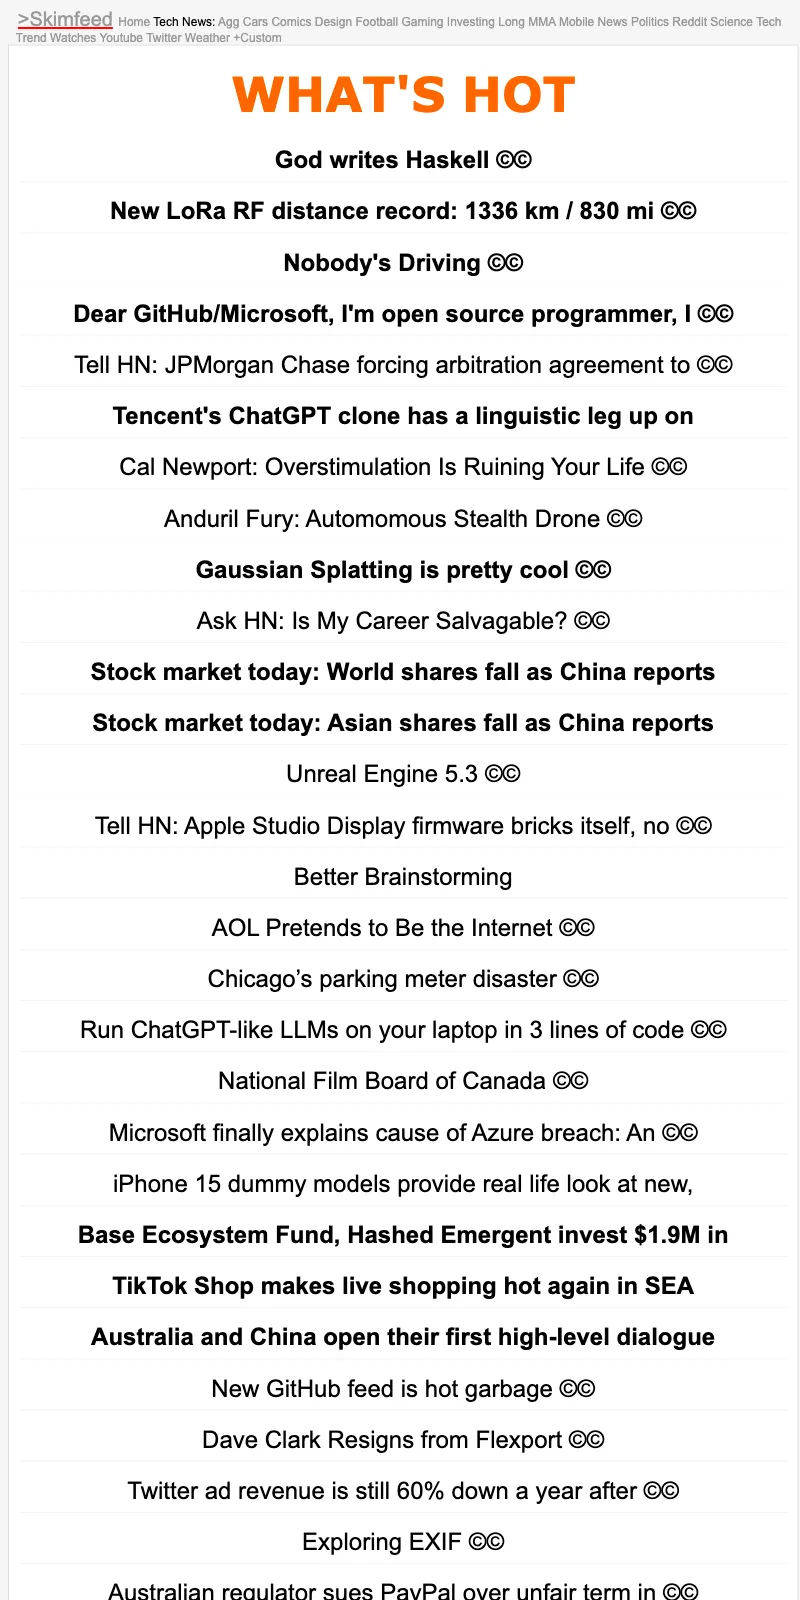 >Skimfeed Home Tech News: Agg Cars Comics Design Football Gaming Investing Long MMA Mobile News Politics Reddit Science Tech
Trend Watches Youtube Twitter Weather +Custom
WHAT'S HOT
God writes Haskell ©©
New LoRa RF distance record: 1336 km / 830 mi ©©
Nobody's Driving ©©
Dear GitHub/Microsoft, I'm open source programmer, I ©©
Tell HN: JPMorgan Chase forcing arbitration agreement to ©©
Tencent's ChatGPT clone has a linguistic leg up on
Cal Newport: Overstimulation Is Ruining Your Life ©©
Anduril Fury: Automomous Stealth Drone ©©
Gaussian Splatting is pretty cool ©©
Ask HN: Is My Career Salvagable? ©©
Stock market today: World shares fall as China reports
Stock market today: Asian shares fall as China reports
Unreal Engine 5.3 ©©
Tell HN: Apple Studio Display firmware bricks itself, no ©©
Better Brainstorming
AOL Pretends to Be the Internet ©©
Chicago’s parking meter disaster ©©
Run ChatGPT-like LLMs on your laptop in 3 lines of code ©©
National Film Board of Canada ©©
Microsoft finally explains cause of Azure breach: An ©©
iPhone 15 dummy models provide real life look at new,
Base Ecosystem Fund, Hashed Emergent invest $1.9M in
TikTok Shop makes live shopping hot again in SEA
Australia and China open their first high-level dialogue
New GitHub feed is hot garbage ©©
Dave Clark Resigns from Flexport ©©
Twitter ad revenue is still 60% down a year after ©©
Exploring EXIF ©©
Australian regulator sues PayPal over unfair term in ©©